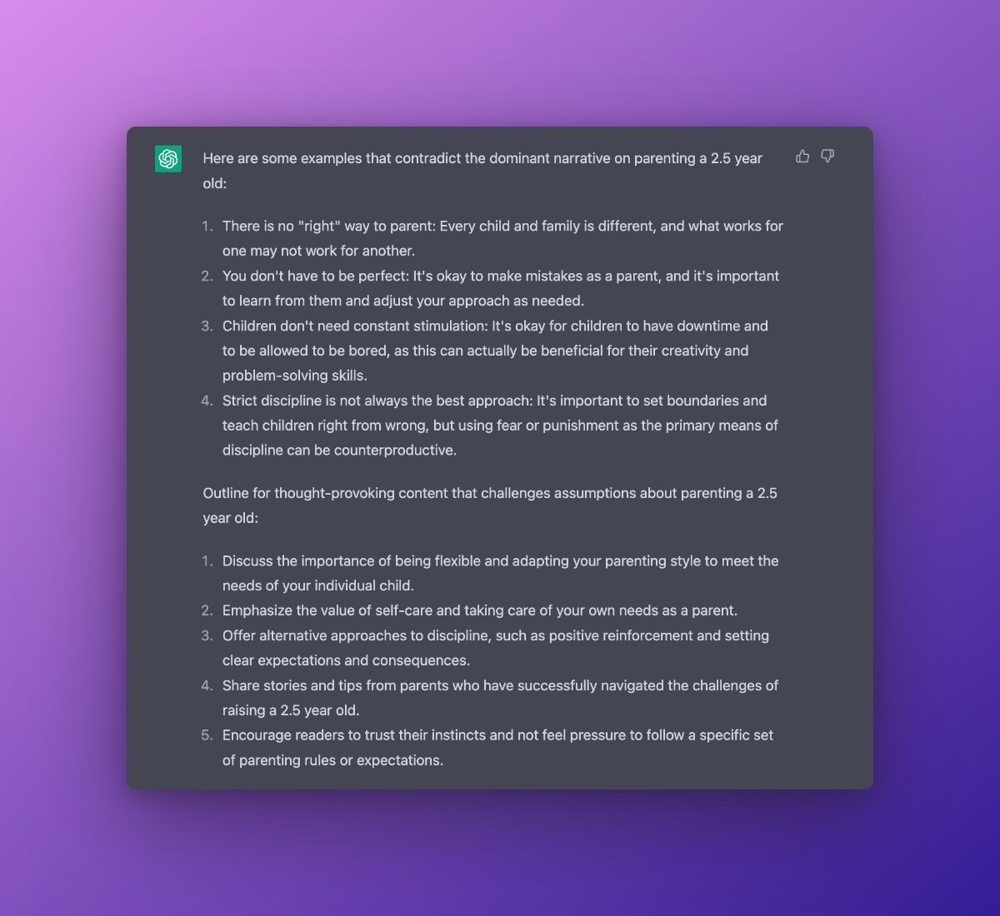 Here are some examples that contradict the dominant narrative on parenting a 2.5 year
old:
1. There is no "right" way to parent: Every child and family is different, and what works for
one may not work for another.
2. You don't have to be perfect: It's okay to make mistakes as a parent, and it's important
to learn from them and adjust your approach as needed.
3. Children don't need constant stimulation: It's okay for children to have downtime and
to be allowed to be bored, as this can actually be beneficial for their creativity and
problem-solving skills.
4. Strict discipline is not always the best approach: It's important to set boundaries and
teach children right from wrong, but using fear or punishment as the primary means of
discipline can be counterproductive.
Outline for thought-provoking content that challenges assumptions about parenting a 2.5
year old:
1. Discuss the importance of being flexible and adapting your parenting style to meet the
needs of your individual child.
2. Emphasize the value of self-care and taking care of your own needs as a parent.
3. Offer alternative approaches to discipline, such as positive reinforcement and setting
clear expectations and consequences.
4. Share stories and tips from parents who have successfully navigated the challenges of
raising a 2.5 year old.
5. Encourage readers to trust their instincts and not feel pressure to follow a specific set
of parenting rules or expectations.